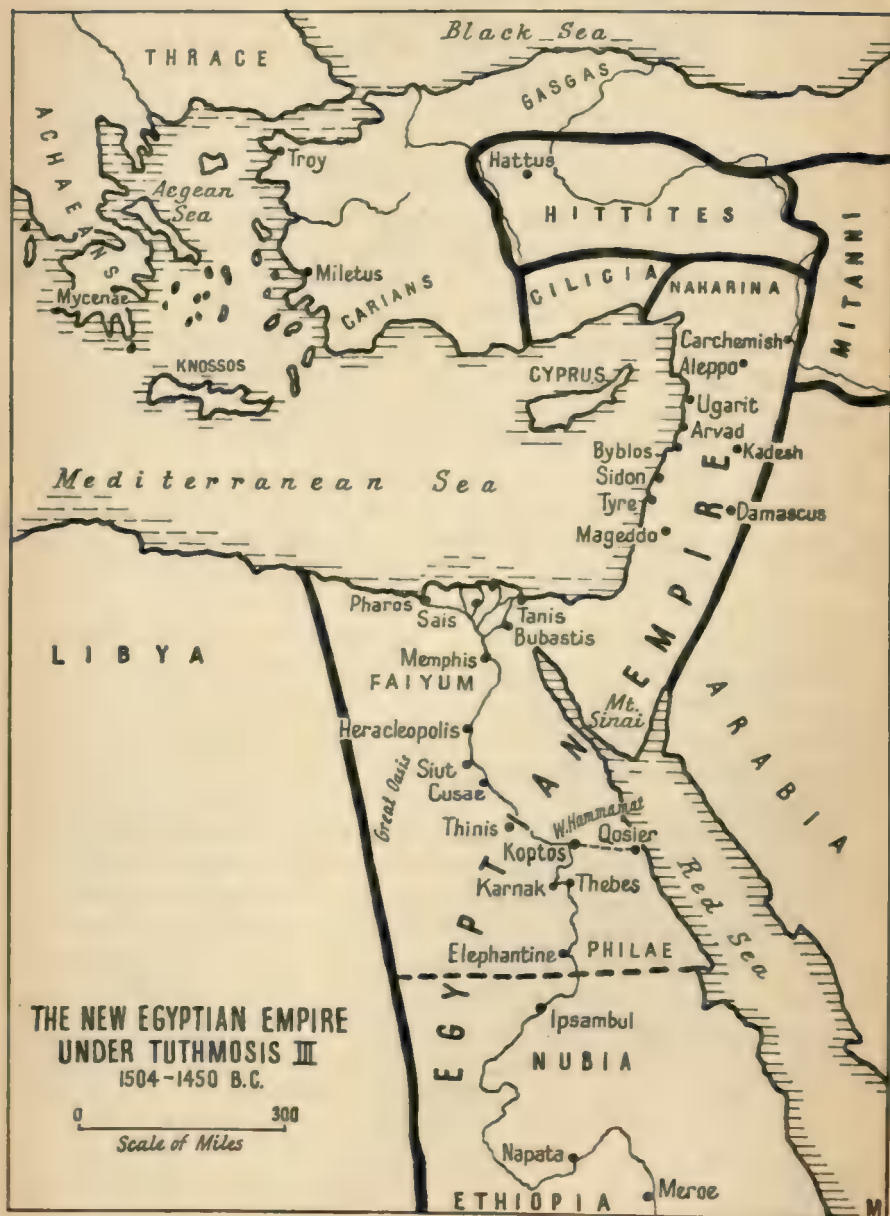 Black Sea
THRACE
GASGAS
ACHAEANS
Troy
Hattus
Aegean
Sea
HITTITES
MITANNI
Miletus
CARIANS
CILICIA
NAHARINA
Mycenae
Carchemish
KNOSSOS
CYPRUS
Aleppo
Ugarit
Arvad
Byblos
Kadesh
Mediterranean Sea
Sidon
Tyre
Damascus
Mageddo
Pharos
Sais
Tanis
Bubastis
LIBYA
Memphis
FAIYUM
Mt.
Sinai
ARABIA
Heracleopolis
Great Oasis
Siut
Cusae
Thinis
W. Hammamat
Koptos
Qosier
Karnak
Thebes
Red Sea
Elephantine
PHILAE
EGYPTIAN EMPIRE
Ipsambul
NUBIA
Napata
Meroe
ETHIOPIA
THE NEW EGYPTIAN EMPIRE
UNDER TUTHMOSIS III
1504-1450 B.C.
0 300
Scale of Miles
M